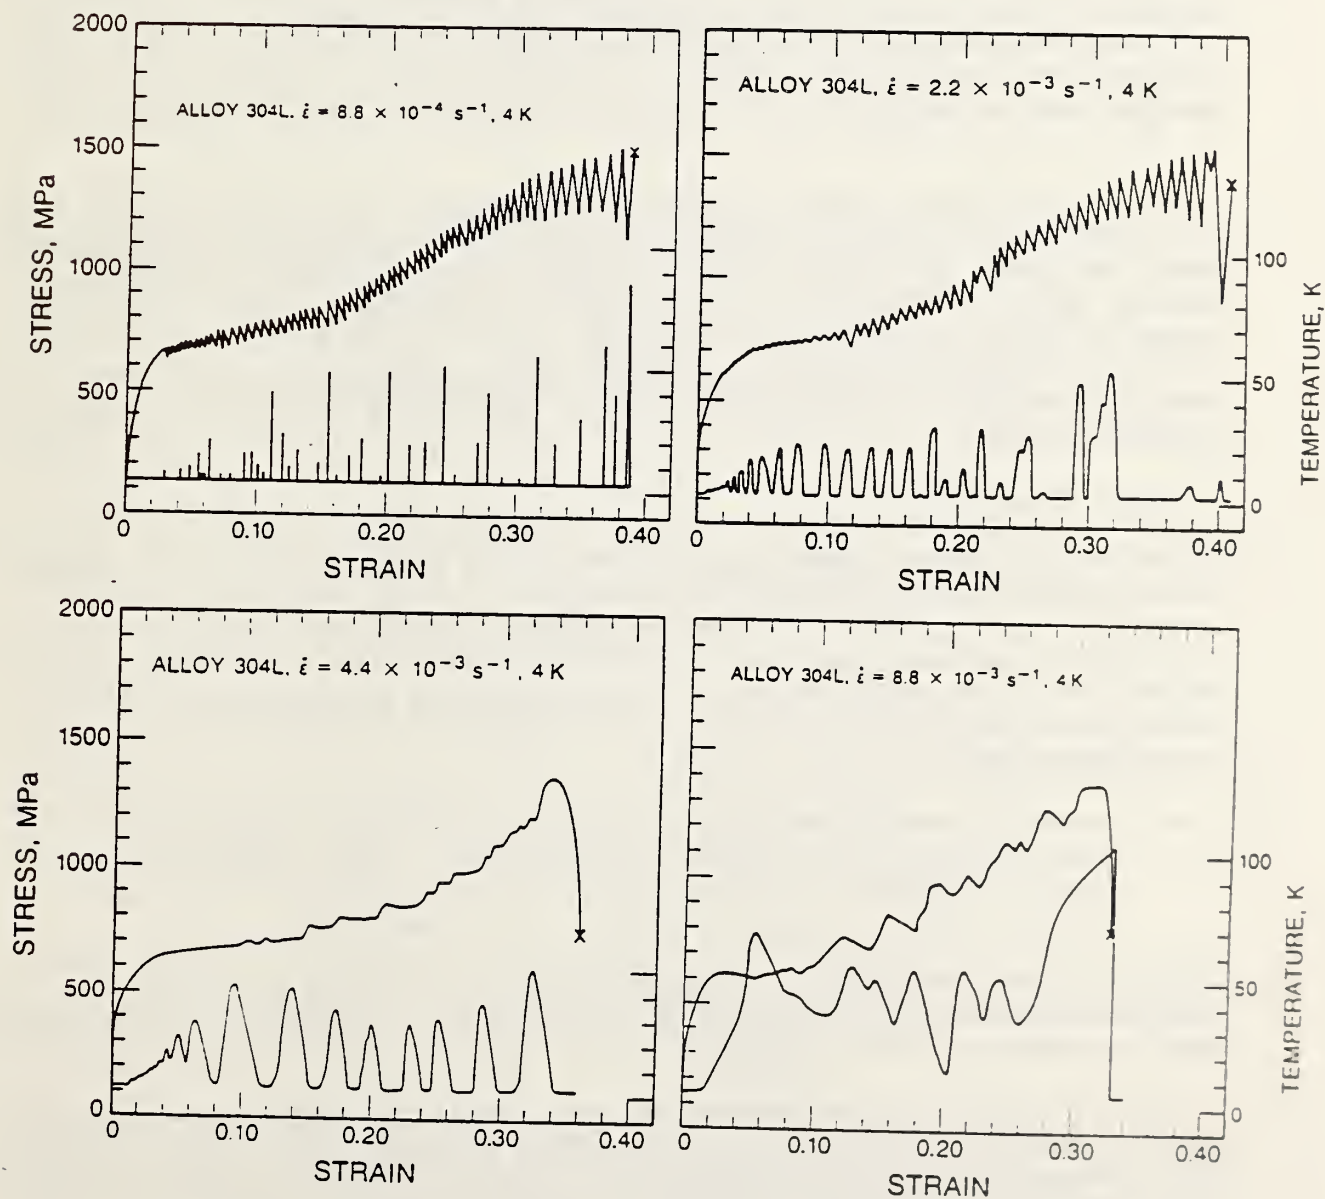 2000
1500
1000
500
0
STRESS, MPa
ALLOY 304L, ε̇ = 8.8 × 10⁻⁴ s⁻¹, 4 K
x
0 0.10 0.20 0.30 0.40
STRAIN
ALLOY 304L, ε̇ = 2.2 × 10⁻³ s⁻¹, 4 K
x
100
50
0
TEMPERATURE, K
0 0.10 0.20 0.30 0.40
STRAIN
2000
1500
1000
500
0
STRESS, MPa
ALLOY 304L, ε̇ = 4.4 × 10⁻³ s⁻¹, 4 K
x
0 0.10 0.20 0.30 0.40
STRAIN
ALLOY 304L, ε̇ = 8.8 × 10⁻³ s⁻¹, 4 K
x
100
50
0
TEMPERATURE, K
0 0.10 0.20 0.30 0.40
STRAIN